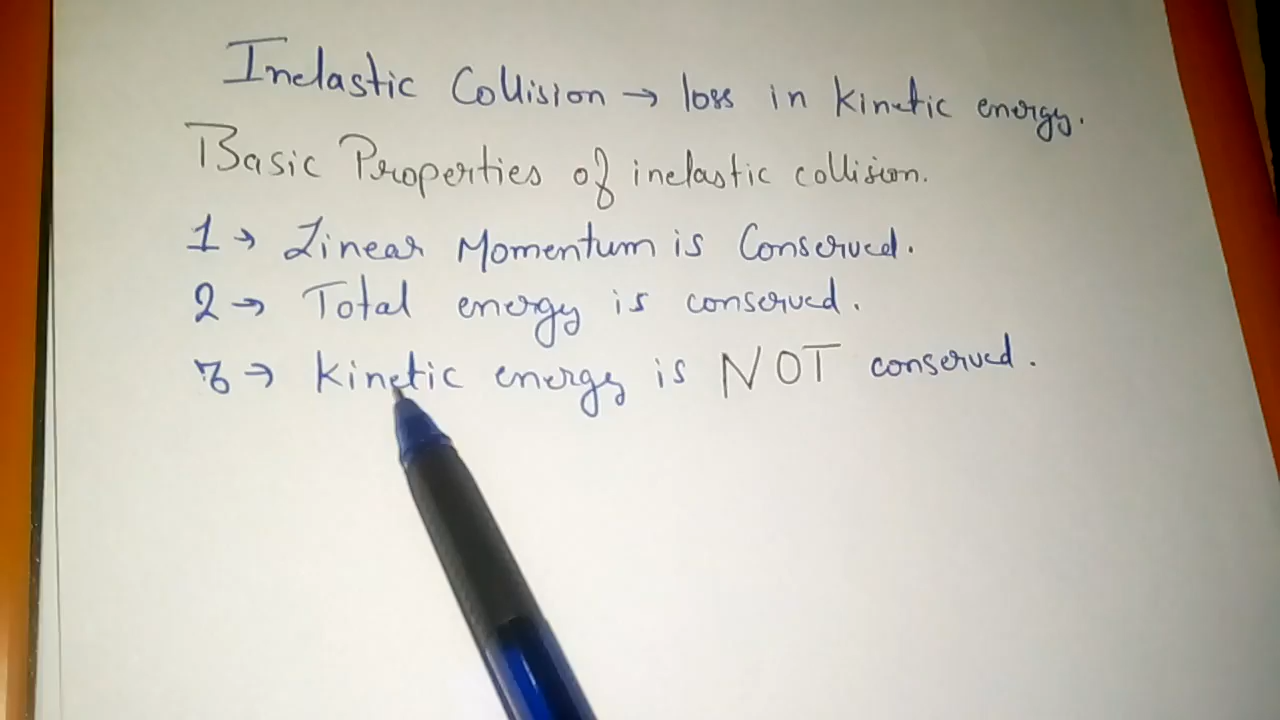 Inelastic Collision → loss in kinetic energy.
Basic Properties of inelastic collision.
1 → Linear Momentum is Conserved.
2 → Total energy is conserved.
3 → Kinetic energy is NOT conserved.